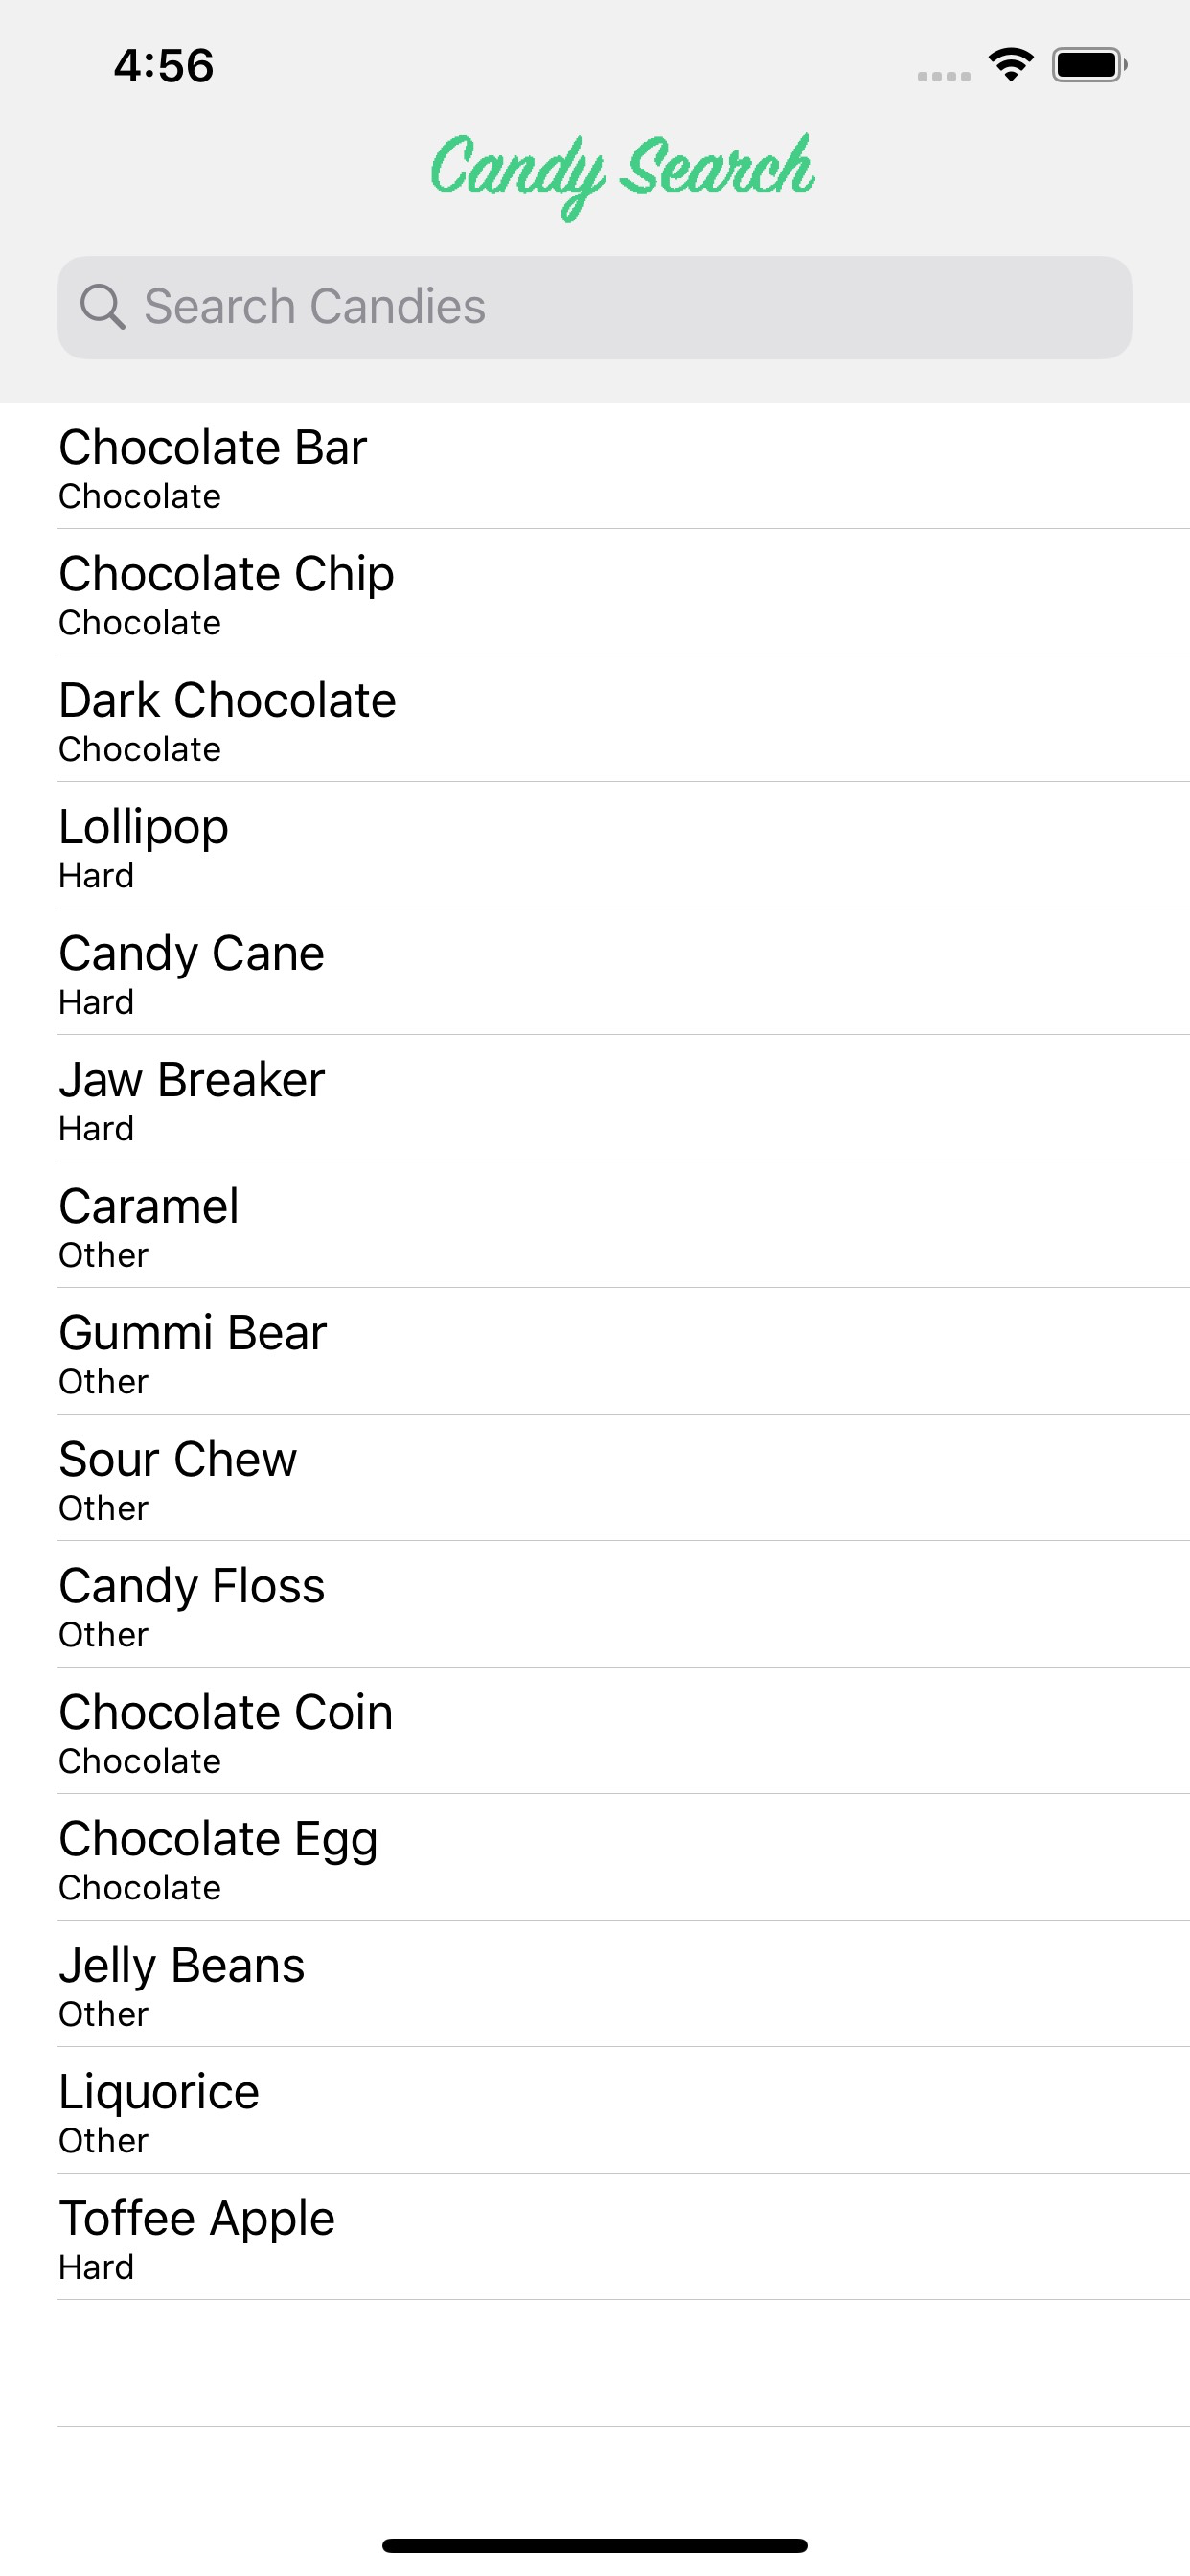 4:56
Candy Search
Search Candies
Chocolate Bar
Chocolate
Chocolate Chip
Chocolate
Dark Chocolate
Chocolate
Lollipop
Hard
Candy Cane
Hard
Jaw Breaker
Hard
Caramel
Other
Gummi Bear
Other
Sour Chew
Other
Candy Floss
Other
Chocolate Coin
Chocolate
Chocolate Egg
Chocolate
Jelly Beans
Other
Liquorice
Other
Toffee Apple
Hard